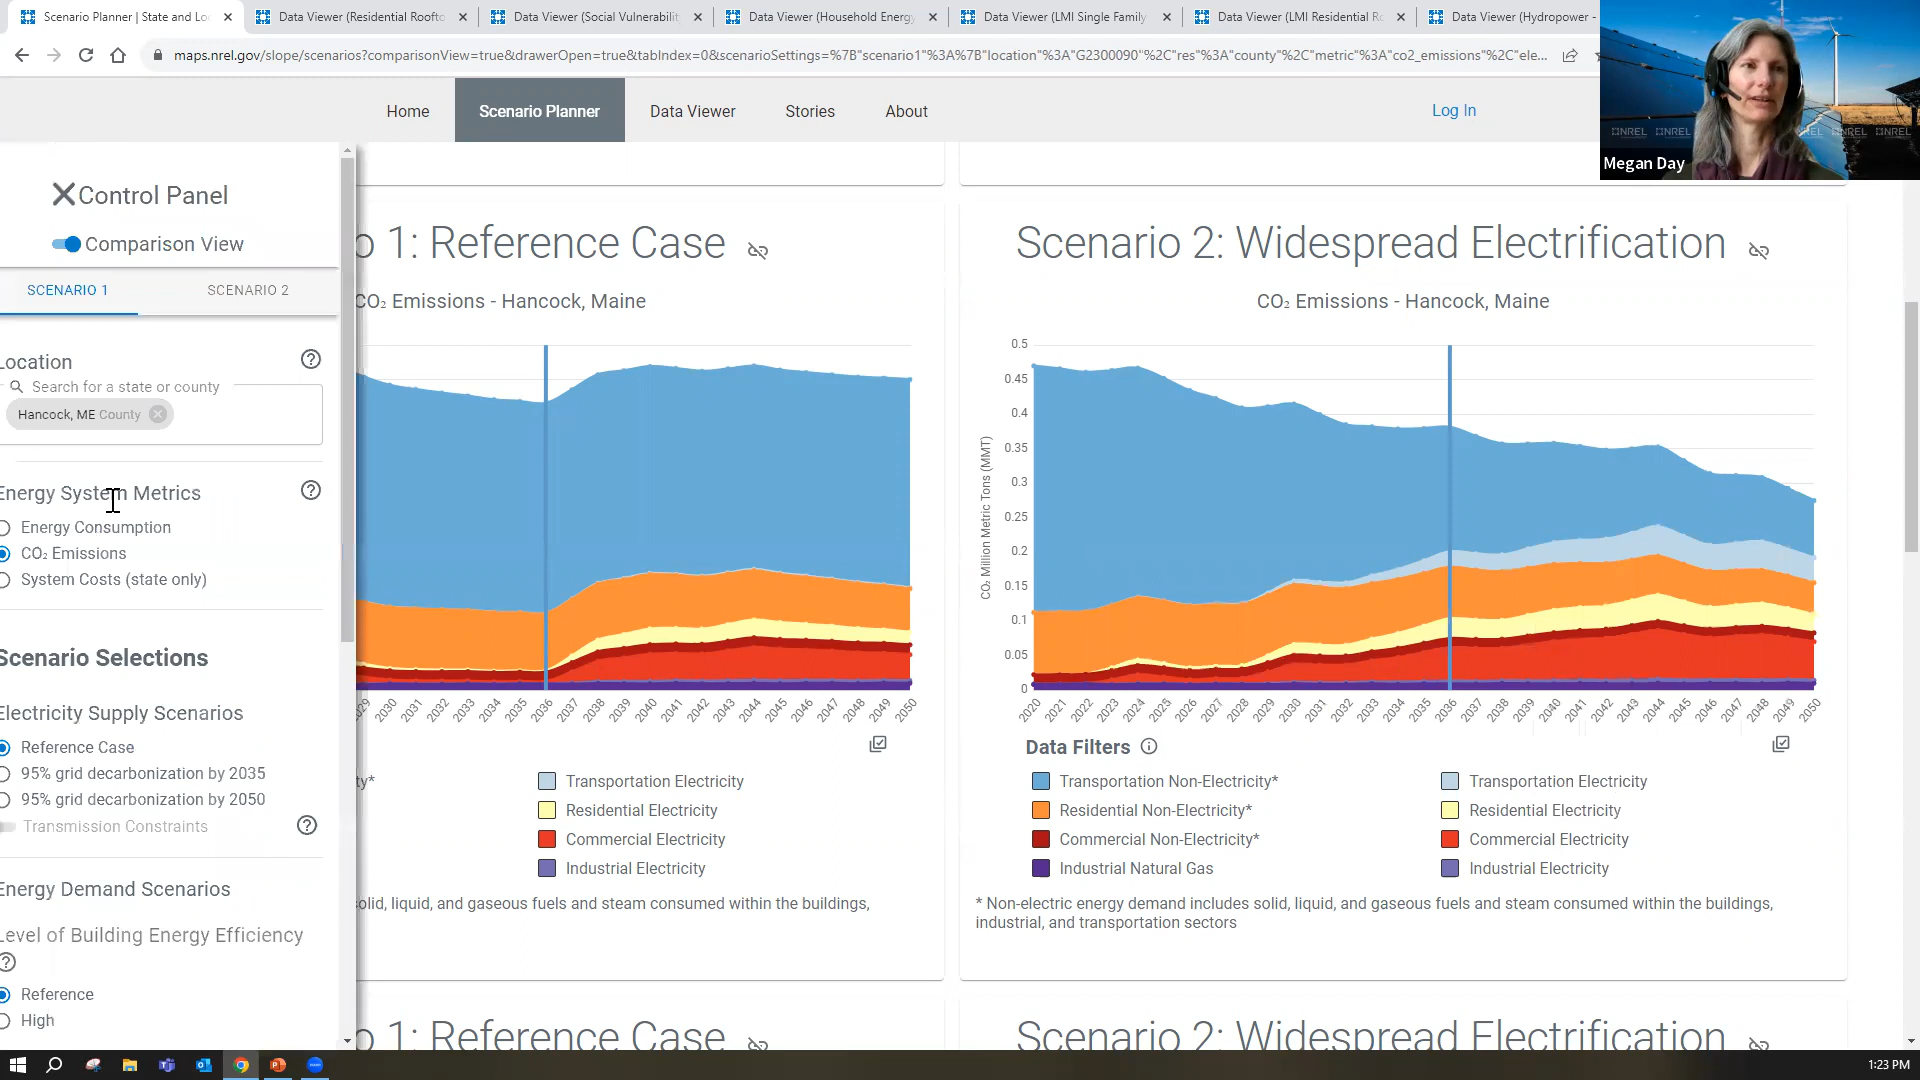 Scenario Planner | State and Lo
Data Viewer (Residential Roofto
Data Viewer (Social Vulnerabilit
Data Viewer (Household Energy
Data Viewer (LMI Single Family
Data Viewer (LMI Residential R
Data Viewer (Hydropower -
maps.nrel.gov/slope/scenarios?comparisonView=true&drawerOpen=true&tabIndex=0&scenarioSettings=%7B"scenario1"%3A%7B"location"%3A"G2300090"%2C"res"%3A"county"%2C"metric"%3A"co2_emissions"%2C"ele...
Home
Scenario Planner
Data Viewer
Stories
About
Log In
NREL NREL NREL NREL NREL
Megan Day
Control Panel
Comparison View
SCENARIO 1
SCENARIO 2
Location
Search for a state or county
Hancock, ME County
Energy System Metrics
Energy Consumption
CO₂ Emissions
System Costs (state only)
Scenario Selections
Electricity Supply Scenarios
Reference Case
95% grid decarbonization by 2035
95% grid decarbonization by 2050
Transmission Constraints
Energy Demand Scenarios
Level of Building Energy Efficiency
Reference
High
o 1: Reference Case
CO₂ Emissions - Hancock, Maine
2029 2030 2031 2032 2033 2034 2035 2036 2037 2038 2039 2040 2041 2042 2043 2044 2045 2046 2047 2048 2049 2050
ty*
Transportation Electricity
Residential Electricity
Commercial Electricity
Industrial Electricity
solid, liquid, and gaseous fuels and steam consumed within the buildings,
Scenario 2: Widespread Electrification
CO₂ Emissions - Hancock, Maine
CO₂ Million Metric Tons (MMT)
0.5
0.45
0.4
0.35
0.3
0.25
0.2
0.15
0.1
0.05
0
2020 2021 2022 2023 2024 2025 2026 2027 2028 2029 2030 2031 2032 2033 2034 2035 2036 2037 2038 2039 2040 2041 2042 2043 2044 2045 2046 2047 2048 2049 2050
Data Filters
Transportation Non-Electricity*
Transportation Electricity
Residential Non-Electricity*
Residential Electricity
Commercial Non-Electricity*
Commercial Electricity
Industrial Natural Gas
Industrial Electricity
* Non-electric energy demand includes solid, liquid, and gaseous fuels and steam consumed within the buildings,
industrial, and transportation sectors
o 1: Reference Case
Scenario 2: Widespread Electrification
1:23 PM